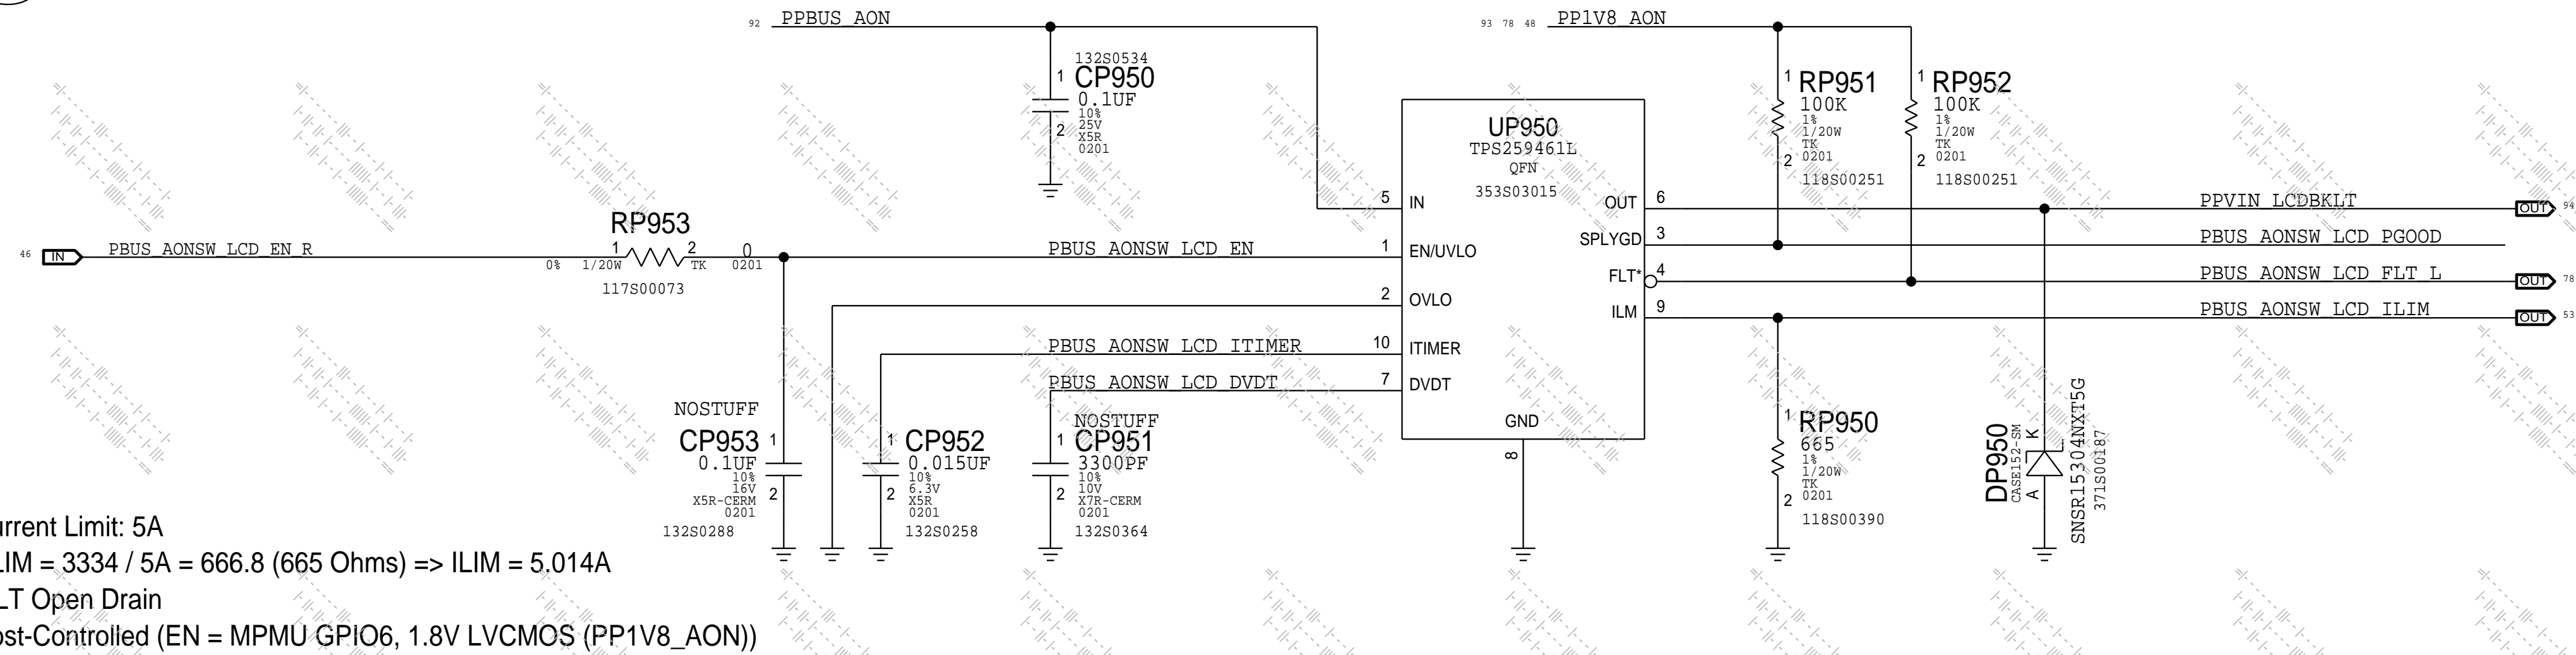 92 PPBUS_AON
93 78 48 PP1V8_AON
132S0534
1 CP950
0.1UF
10%
25V
2
X5R
0201
1 RP951
100K
1%
1/20W
TK
2 0201
118S00251
1 RP952
100K
1%
1/20W
TK
2 0201
118S00251
UP950
TPS259461L
QFN
353S03015
5 IN
1 EN/UVLO
2 OVLO
10 ITIMER
7 DVDT
OUT 6
SPLYGD 3
FLT* 4
ILM 9
GND
8
46 IN PBUS_AONSW_LCD_EN_R
RP953
1 2
0% 1/20W TK 0 0201
117S00073
PBUS_AONSW_LCD_EN
PBUS_AONSW_LCD_ITIMER
PBUS_AONSW_LCD_DVDT
PPVIN_LCDBKLT OUT 94
PBUS_AONSW_LCD_PGOOD
PBUS_AONSW_LCD_FLT_L OUT 78
PBUS_AONSW_LCD_ILIM OUT 53
NOSTUFF
CP953 1
0.1UF
10%
16V 2
X5R-CERM
0201
132S0288
1 CP952
0.015UF
10%
2 6.3V
X5R
0201
132S0258
NOSTUFF
1 CP951
3300PF
10%
2 10V
X7R-CERM
0201
132S0364
1 RP950
665
1%
1/20W
TK
2 0201
118S00390
DP950
CASE152-SM
A K
SNSR15304NXT5G
371S00187
urrent Limit: 5A
LIM = 3334 / 5A = 666.8 (665 Ohms) => ILIM = 5.014A
LT Open Drain
ost-Controlled (EN = MPMU GPIO6, 1.8V LVCMOS (PP1V8_AON))